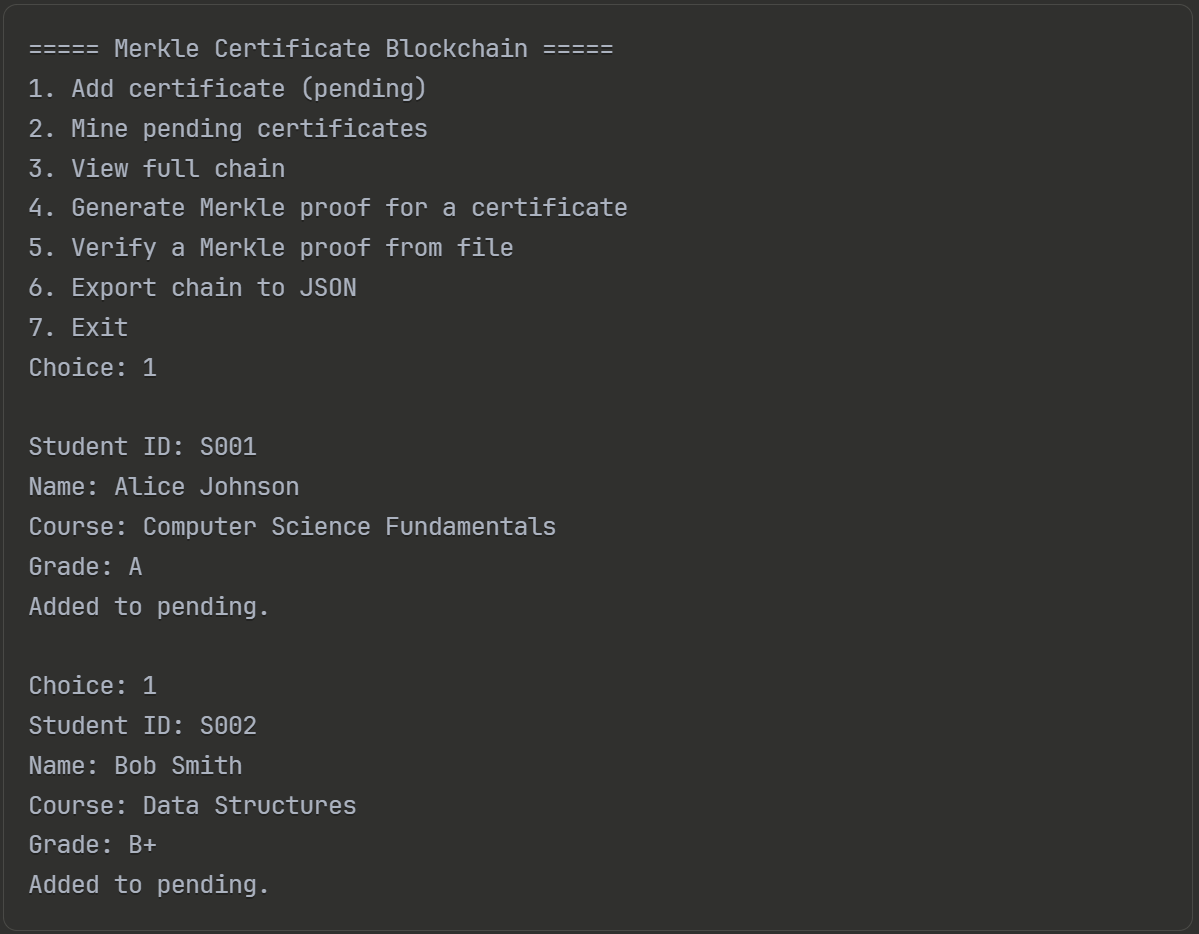 ===== Merkle Certificate Blockchain =====
1. Add certificate (pending)
2. Mine pending certificates
3. View full chain
4. Generate Merkle proof for a certificate
5. Verify a Merkle proof from file
6. Export chain to JSON
7. Exit
Choice: 1
Student ID: S001
Name: Alice Johnson
Course: Computer Science Fundamentals
Grade: A
Added to pending.
Choice: 1
Student ID: S002
Name: Bob Smith
Course: Data Structures
Grade: B+
Added to pending.